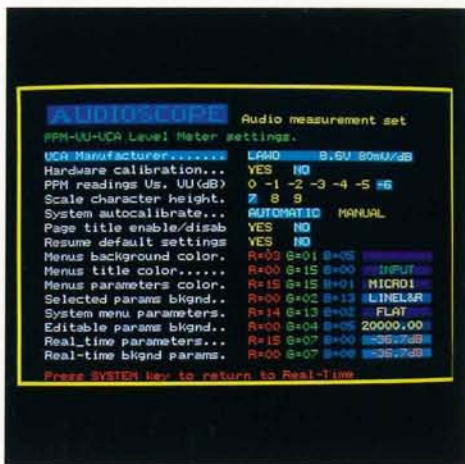 AUDIOSCOPE Audio measurement set
PPM-VU-VCA Level Meter settings.
VCA Manufacturer....... LAWO 8.6V 80mV/dB
Hardware calibration... YES NO
PPM readings Vs. VU(dB) 0 -1 -2 -3 -4 -5 -6
Scale character height. 7 8 9
System autocalibrate... AUTOMATIC MANUAL
Page title enable/disab YES NO
Resume default settings YES NO
Menus background color. R=03 G=01 B=05
Menus title color...... R=00 G=15 B=00 INPUT
Menus parameters color. R=15 G=15 B=01 MICRO1
Selected params bkgnd.. R=00 G=02 B=13 LINEL&R
System menu parameters. R=14 G=13 B=02 FLAT
Editable params bkgnd.. R=00 G=04 B=05 20000.00
Real_time parameters... R=15 G=07 B=00 -36.7dB
Real-time bkgnd params. R=00 G=07 B=00 -36.7dB
Press SYSTEM key to return to Real-Time